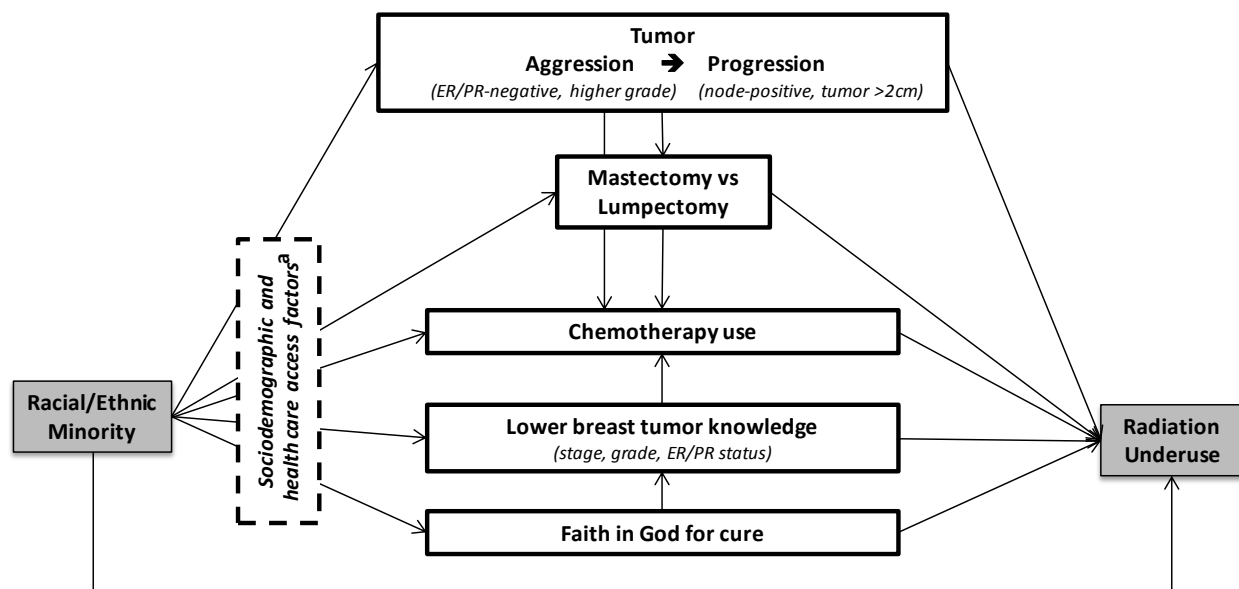 Tumor
Aggression ➔ Progression
(ER/PR-negative, higher grade) (node-positive, tumor >2cm)
Mastectomy vs
Lumpectomy
Sociodemographic and
health care access factorsª
Chemotherapy use
Racial/Ethnic
Minority
Lower breast tumor knowledge
(stage, grade, ER/PR status)
Radiation
Underuse
Faith in God for cure